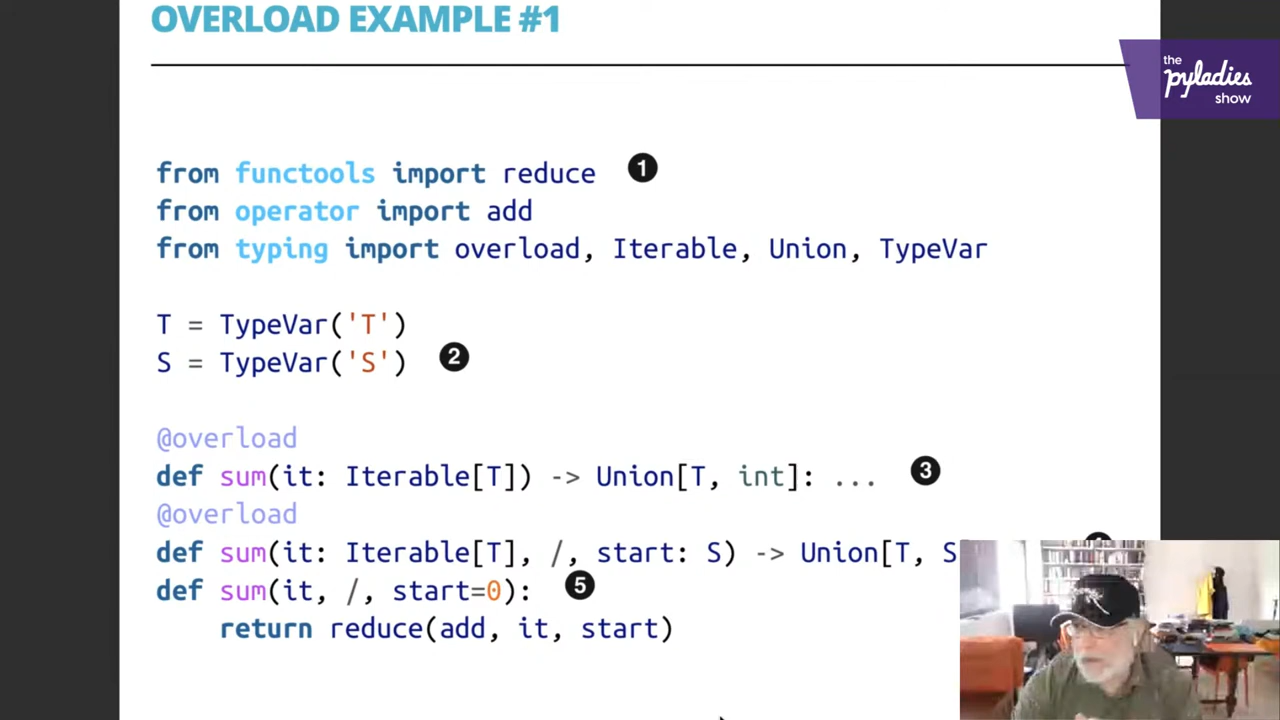 OVERLOAD EXAMPLE #1
the
pyladies
show
from functools import reduce 1
from operator import add
from typing import overload, Iterable, Union, TypeVar
T = TypeVar('T')
S = TypeVar('S') 2
@overload
def sum(it: Iterable[T]) -> Union[T, int]: ... 3
@overload
def sum(it: Iterable[T], /, start: S) -> Union[T, S
def sum(it, /, start=0): 5
return reduce(add, it, start)